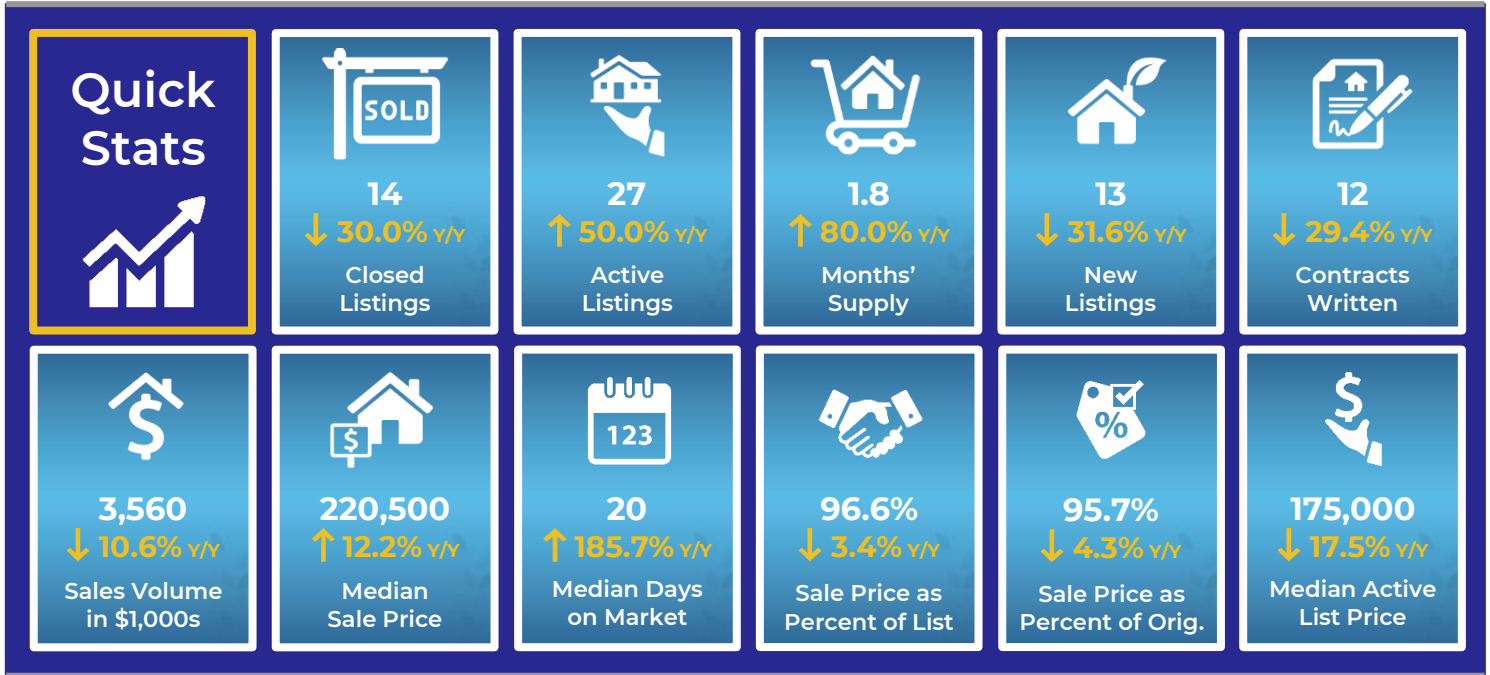 Quick
Stats
SOLD
14
↓ 30.0% Y/Y
Closed
Listings
27
↑ 50.0% Y/Y
Active
Listings
1.8
↑ 80.0% Y/Y
Months’
Supply
13
↓ 31.6% Y/Y
New
Listings
12
↓ 29.4% Y/Y
Contracts
Written
$
3,560
↓ 10.6% Y/Y
Sales Volume
in $1,000s
$
220,500
↑ 12.2% Y/Y
Median
Sale Price
123
20
↑ 185.7% Y/Y
Median Days
on Market
96.6%
↓ 3.4% Y/Y
Sale Price as
Percent of List
%
95.7%
↓ 4.3% Y/Y
Sale Price as
Percent of Orig.
$
175,000
↓ 17.5% Y/Y
Median Active
List Price